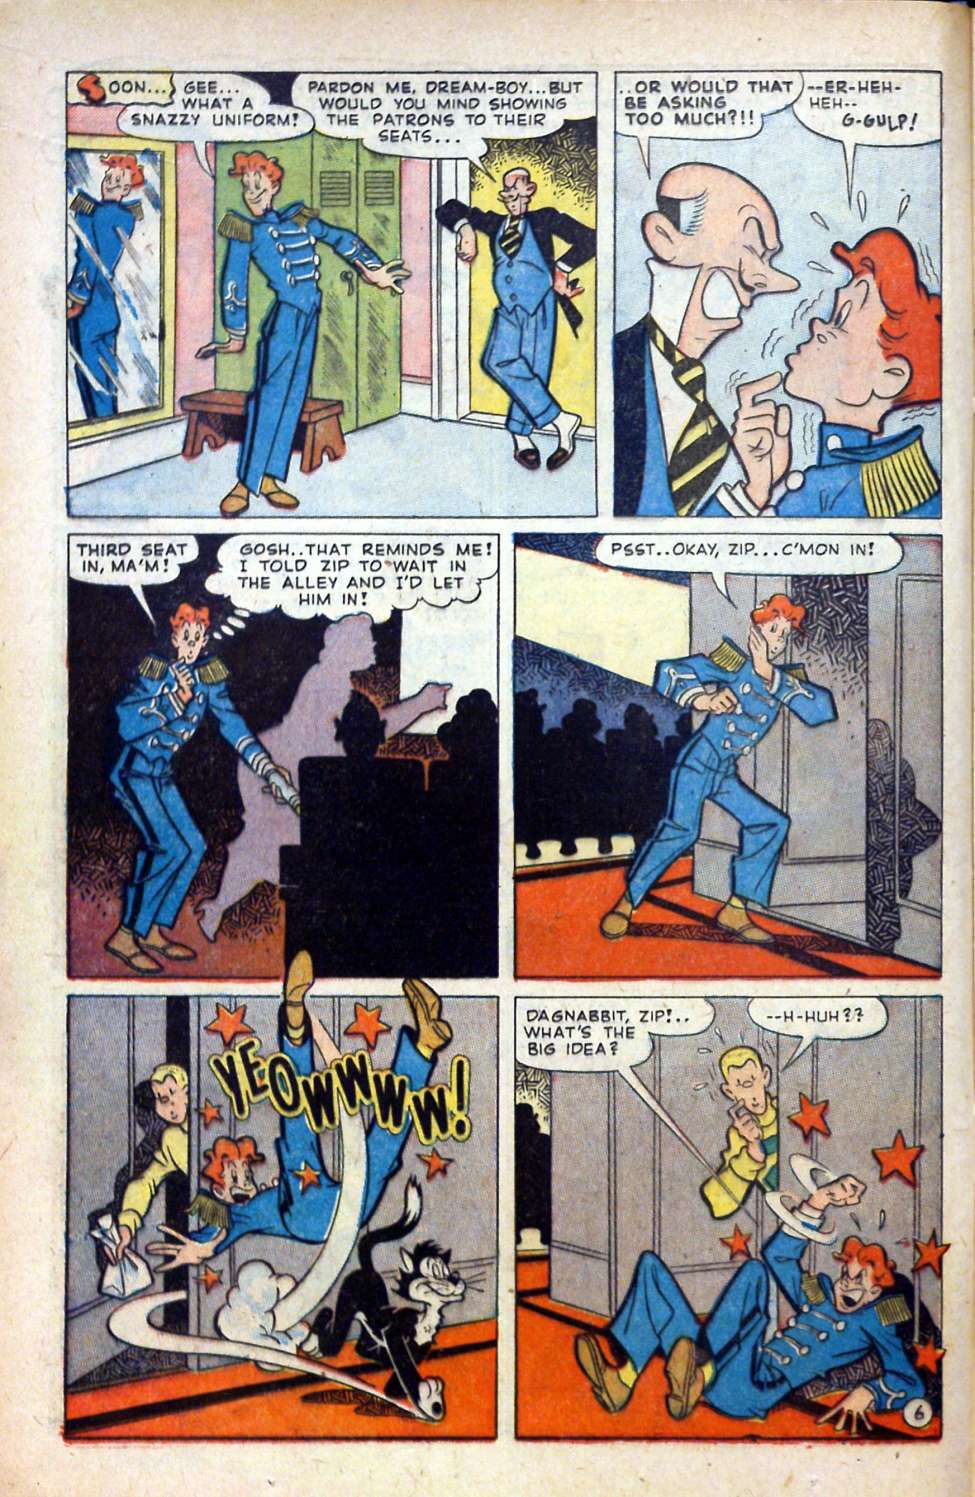 SOON...
GEE...
WHAT A
SNAZZY UNIFORM!
PARDON ME, DREAM-BOY...BUT
WOULD YOU MIND SHOWING
THE PATRONS TO THEIR
SEATS...
..OR WOULD THAT
BE ASKING
TOO MUCH?!!
--ER-HEH-
HEH--
G-GULP!
THIRD SEAT
IN, MA'M!
GOSH..THAT REMINDS ME!
I TOLD ZIP TO WAIT IN
THE ALLEY AND I'D LET
HIM IN!
PSST..OKAY, ZIP...C'MON IN!
YEOWWWW!
DAGNABBIT, ZIP!..
WHAT'S THE
BIG IDEA?
--H-HUH??
6